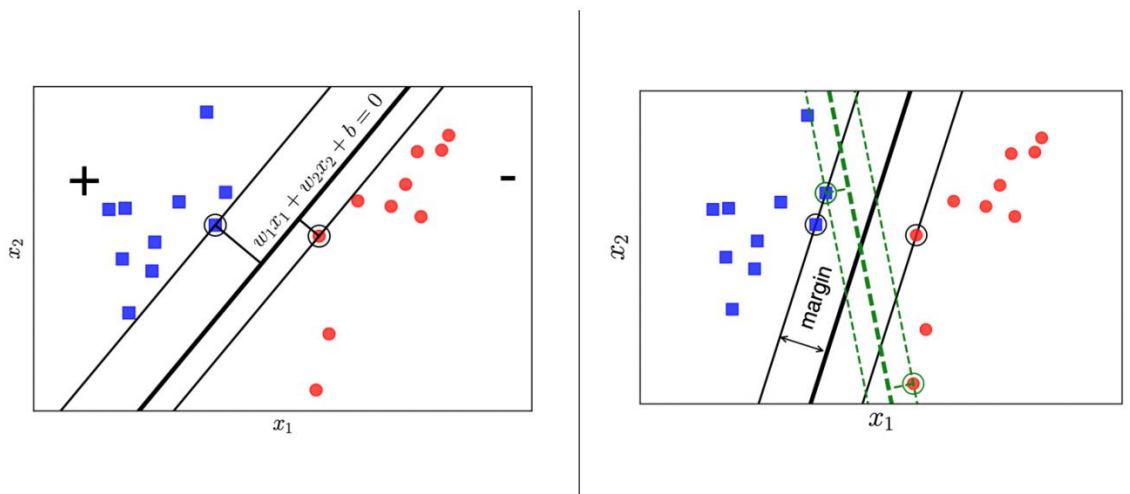 +
w₁x₁ + w₂x₂ + b = 0
-
x₂
x₁
x₂
margin
x₁